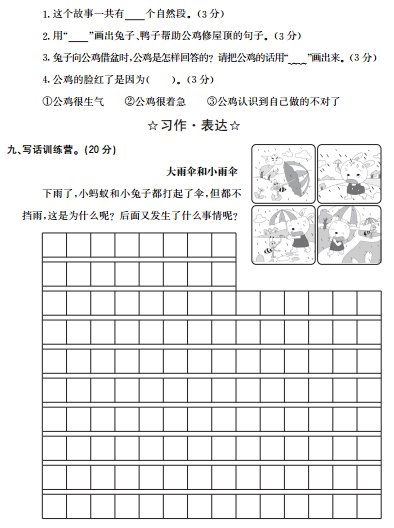 1.这个故事一共有____个自然段。(3分)
2.用“____”画出兔子、鸭子帮助公鸡修屋顶的句子。(3分)
3.兔子向公鸡借盆时,公鸡是怎样回答的?请把公鸡的话用“﹏﹏”画出来。(3分)
4.公鸡的脸红了是因为(　　)。(3分)
①公鸡很生气　②公鸡很着急　③公鸡认识到自己做的不对了
☆习作·表达☆
九、写话训练营。(20分)
大雨伞和小雨伞
下雨了,小蚂蚁和小兔子都打起了伞,但都不
挡雨,这是为什么呢?后面又发生了什么事情呢?